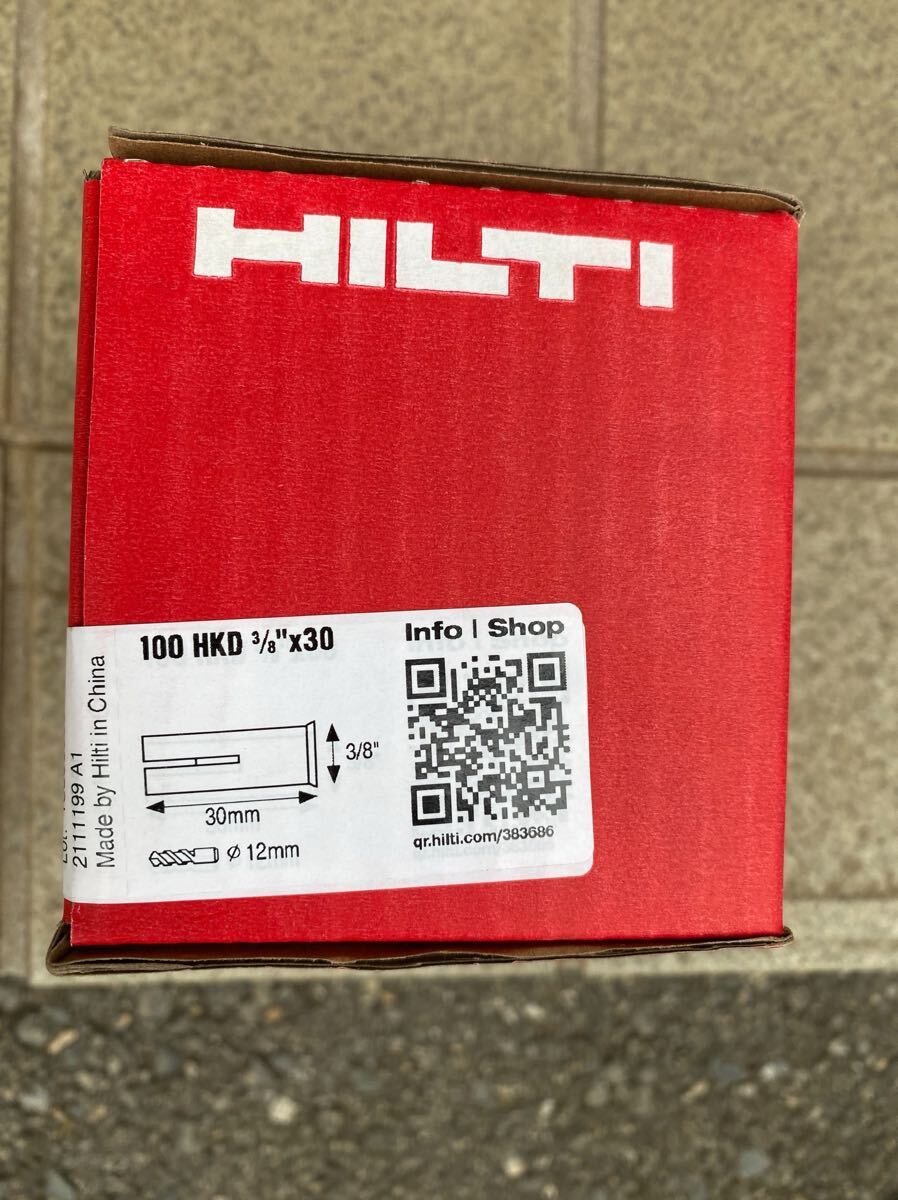 HILTI
100 HKD ³/₈"x30
Info | Shop
3/8"
30mm
Ø 12mm
qr.hilti.com/383686
2111199 A1
Made by Hilti in China